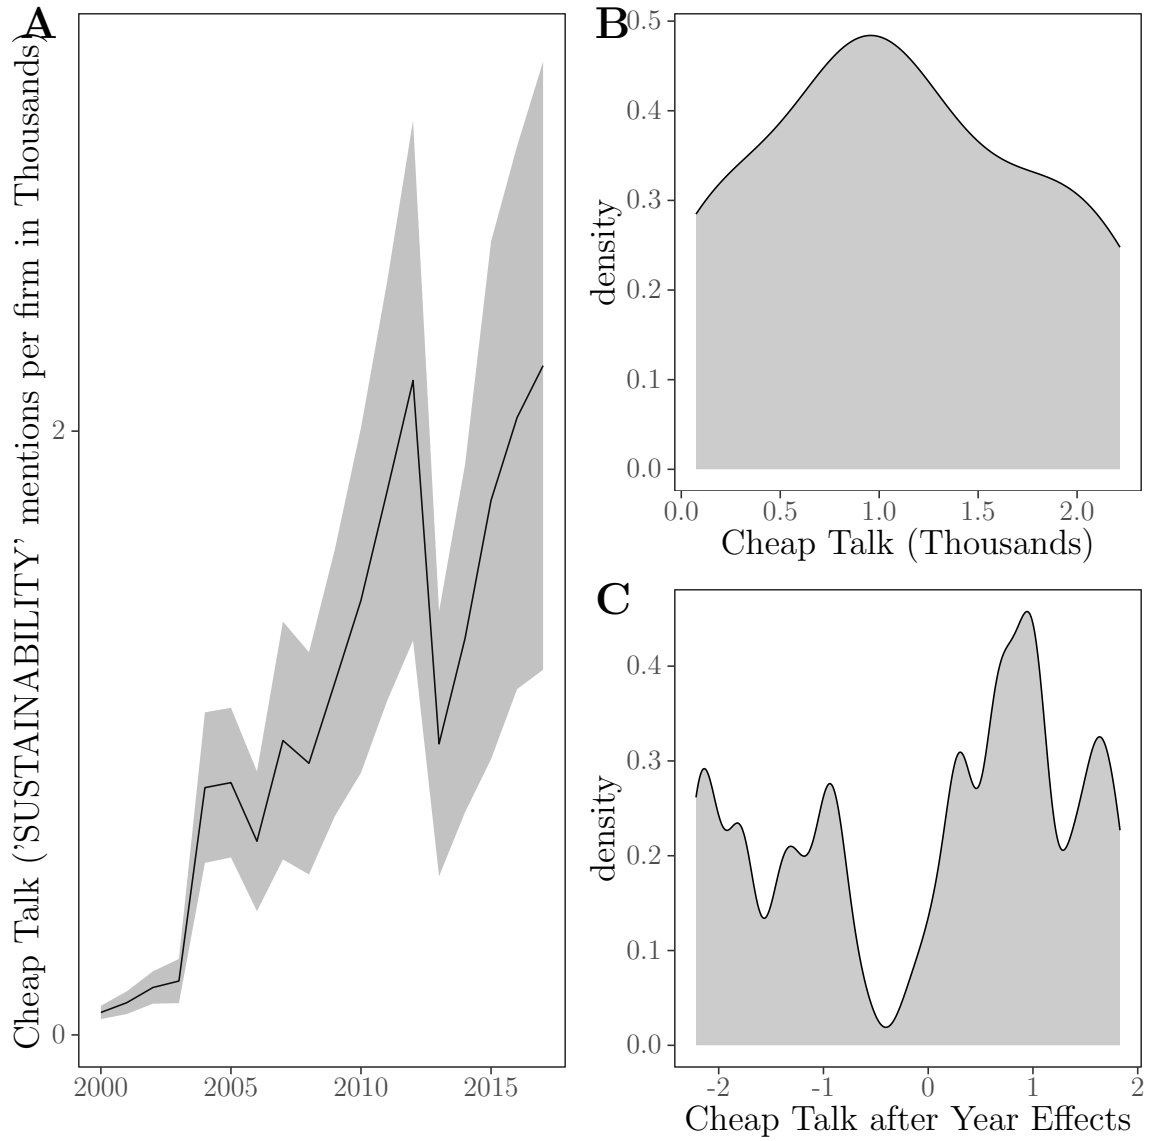 A
Cheap Talk ('SUSTAINABILITY' mentions per firm in Thousands)
2
0
2000 2005 2010 2015
B
density
0.5
0.4
0.3
0.2
0.1
0.0
0.0 0.5 1.0 1.5 2.0
Cheap Talk (Thousands)
C
density
0.4
0.3
0.2
0.1
0.0
-2 -1 0 1 2
Cheap Talk after Year Effects